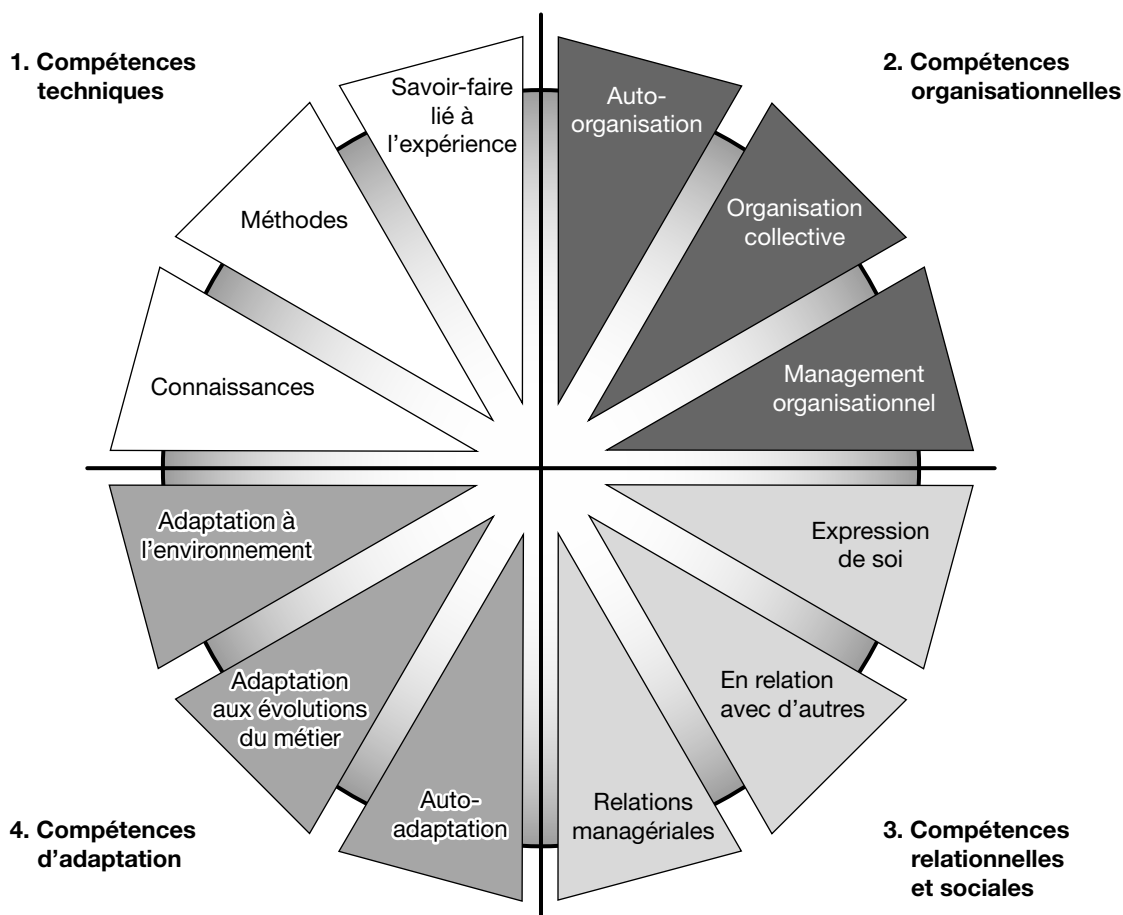 1. Compétences
techniques
Savoir-faire
lié à
l'expérience
Méthodes
Connaissances
2. Compétences
organisationnelles
Auto-
organisation
Organisation
collective
Management
organisationnel
Expression
de soi
En relation
avec d'autres
Relations
managériales
3. Compétences
relationnelles
et sociales
Adaptation à
l'environnement
Adaptation
aux évolutions
du métier
Auto-
adaptation
4. Compétences
d'adaptation